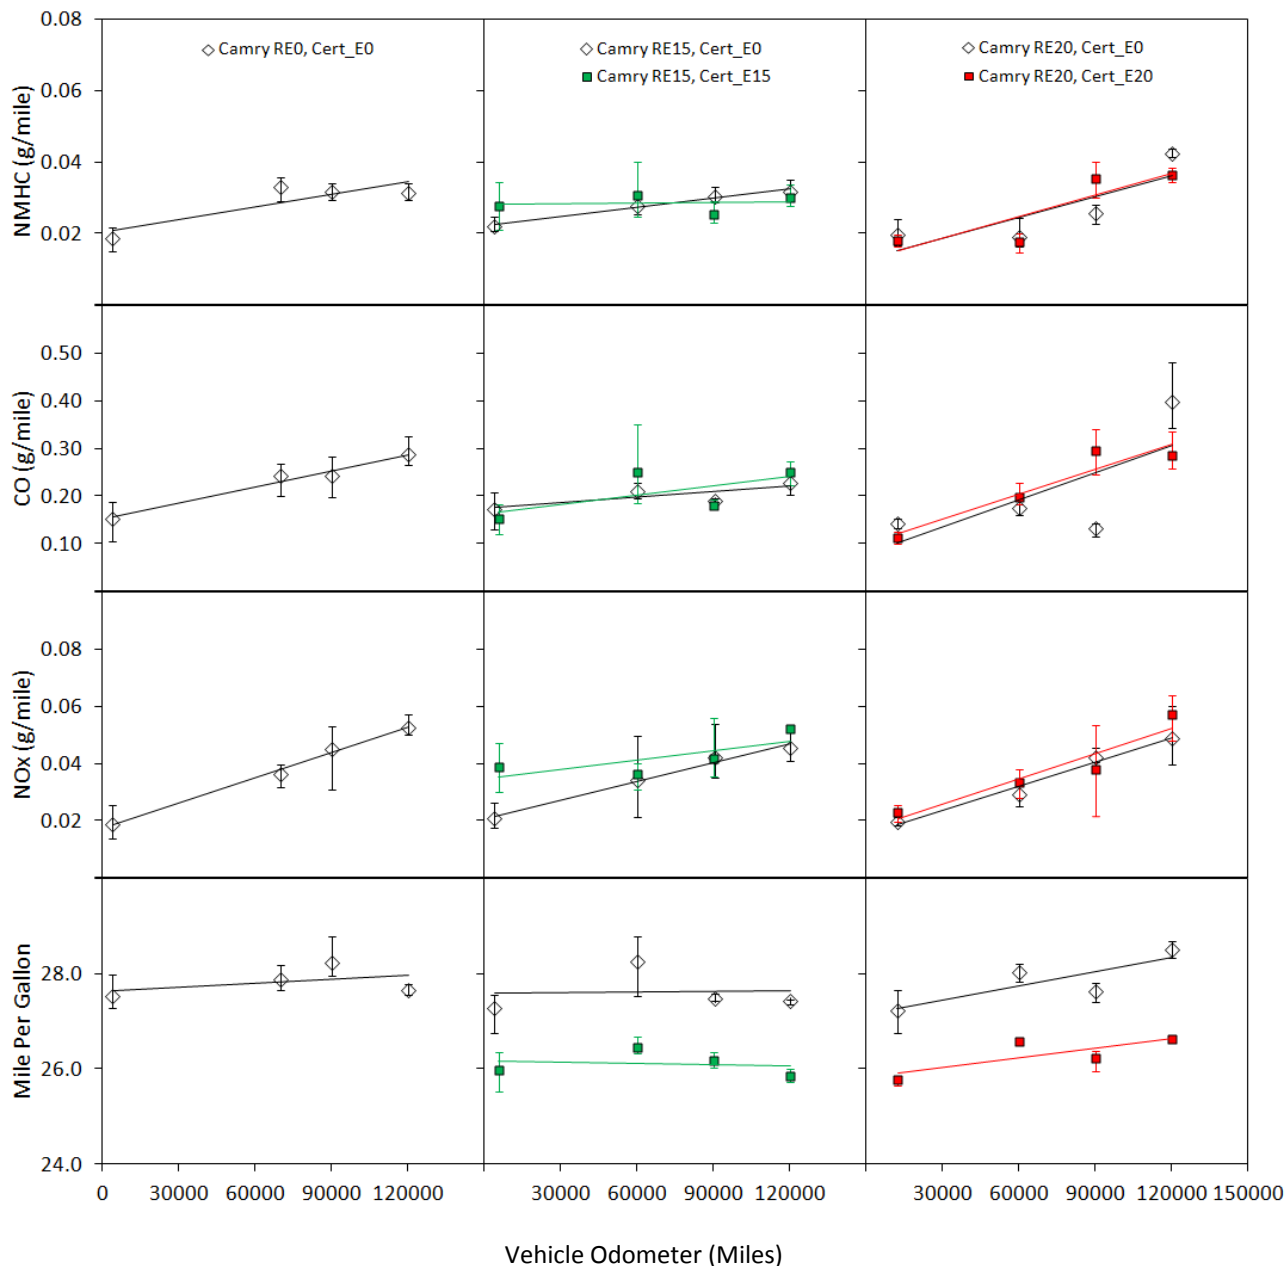 0.08
Camry RE0, Cert_E0
Camry RE15, Cert_E0
Camry RE15, Cert_E15
Camry RE20, Cert_E0
Camry RE20, Cert_E20
0.06
0.04
0.02
NMHC (g/mile)
0.50
0.40
0.30
0.20
0.10
CO (g/mile)
0.08
0.06
0.04
0.02
NOx (g/mile)
28.0
26.0
24.0
Mile Per Gallon
0 30000 60000 90000 120000 30000 60000 90000 120000 30000 60000 90000 120000 150000
Vehicle Odometer (Miles)